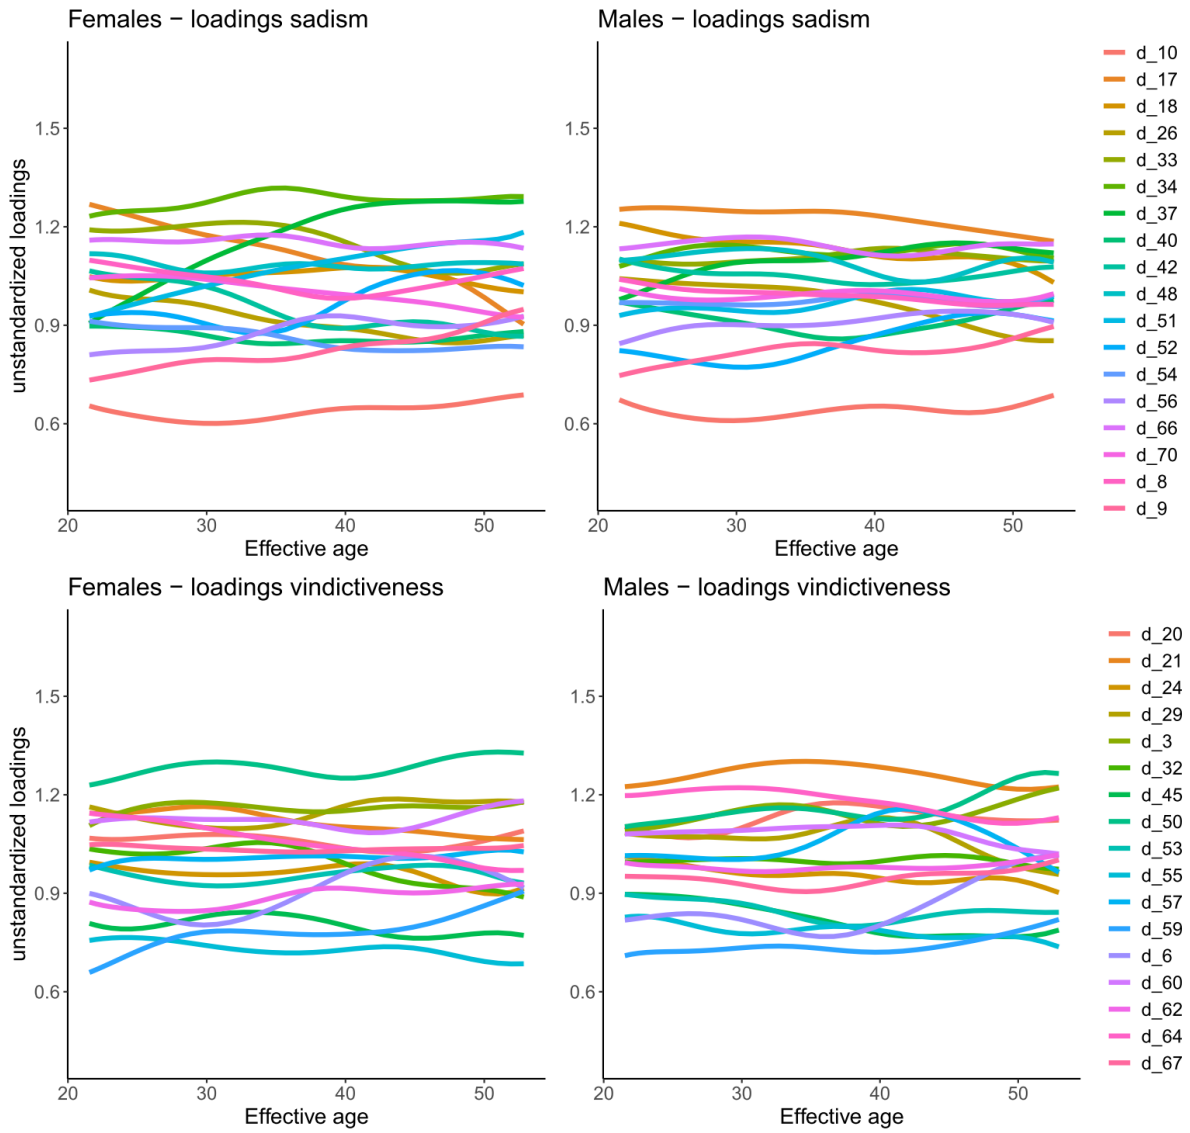 Females − loadings sadism
Males − loadings sadism
unstandardized loadings
1.5
1.2
0.9
0.6
20
30
40
50
Effective age
1.5
1.2
0.9
0.6
20
30
40
50
Effective age
d_10
d_17
d_18
d_26
d_33
d_34
d_37
d_40
d_42
d_48
d_51
d_52
d_54
d_56
d_66
d_70
d_8
d_9
Females − loadings vindictiveness
Males − loadings vindictiveness
unstandardized loadings
1.5
1.2
0.9
0.6
20
30
40
50
Effective age
1.5
1.2
0.9
0.6
20
30
40
50
Effective age
d_20
d_21
d_24
d_29
d_3
d_32
d_45
d_50
d_53
d_55
d_57
d_59
d_6
d_60
d_62
d_64
d_67